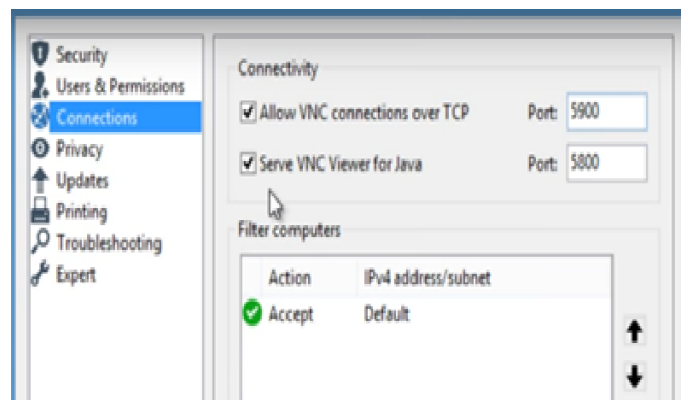 Security
Users & Permissions
Connections
Privacy
Updates
Printing
Troubleshooting
Expert
Connectivity
Allow VNC connections over TCP Port: 5900
Serve VNC Viewer for Java Port: 5800
Filter computers
Action IPv4 address/subnet
Accept Default